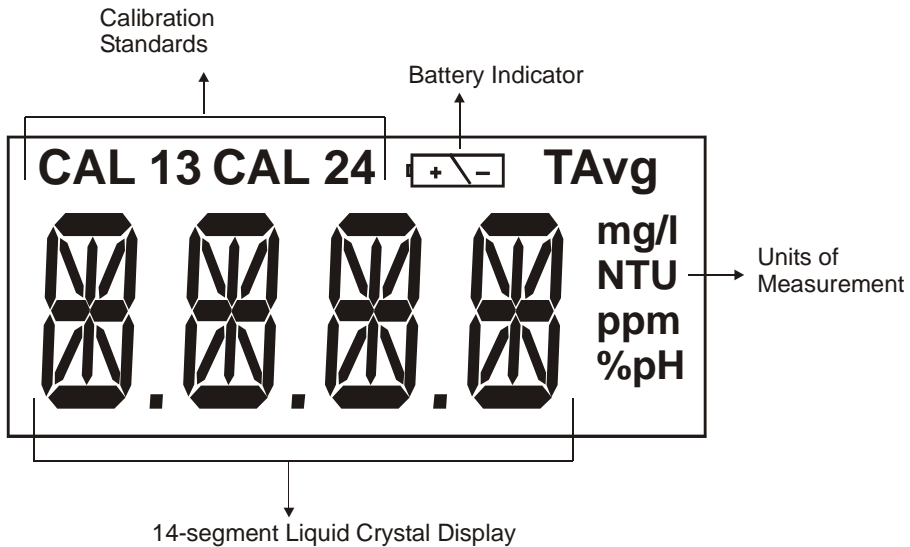 Calibration
Standards
Battery Indicator
CAL 13 CAL 24 + - TAvg
mg/l
NTU
ppm
%pH
Units of
Measurement
14-segment Liquid Crystal Display